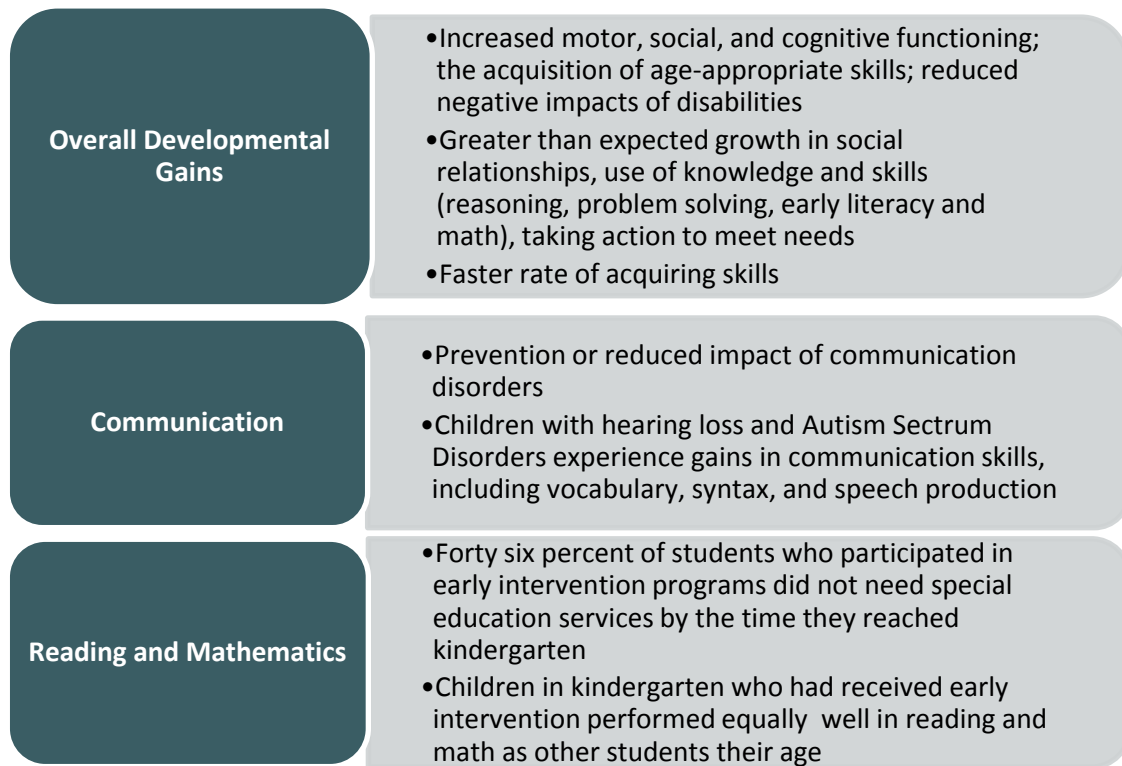 Overall Developmental
Gains
•Increased motor, social, and cognitive functioning;
the acquisition of age-appropriate skills; reduced
negative impacts of disabilities
•Greater than expected growth in social
relationships, use of knowledge and skills
(reasoning, problem solving, early literacy and
math), taking action to meet needs
•Faster rate of acquiring skills
Communication
•Prevention or reduced impact of communication
disorders
•Children with hearing loss and Autism Sectrum
Disorders experience gains in communication skills,
including vocabulary, syntax, and speech production
Reading and Mathematics
•Forty six percent of students who participated in
early intervention programs did not need special
education services by the time they reached
kindergarten
•Children in kindergarten who had received early
intervention performed equally  well in reading and
math as other students their age